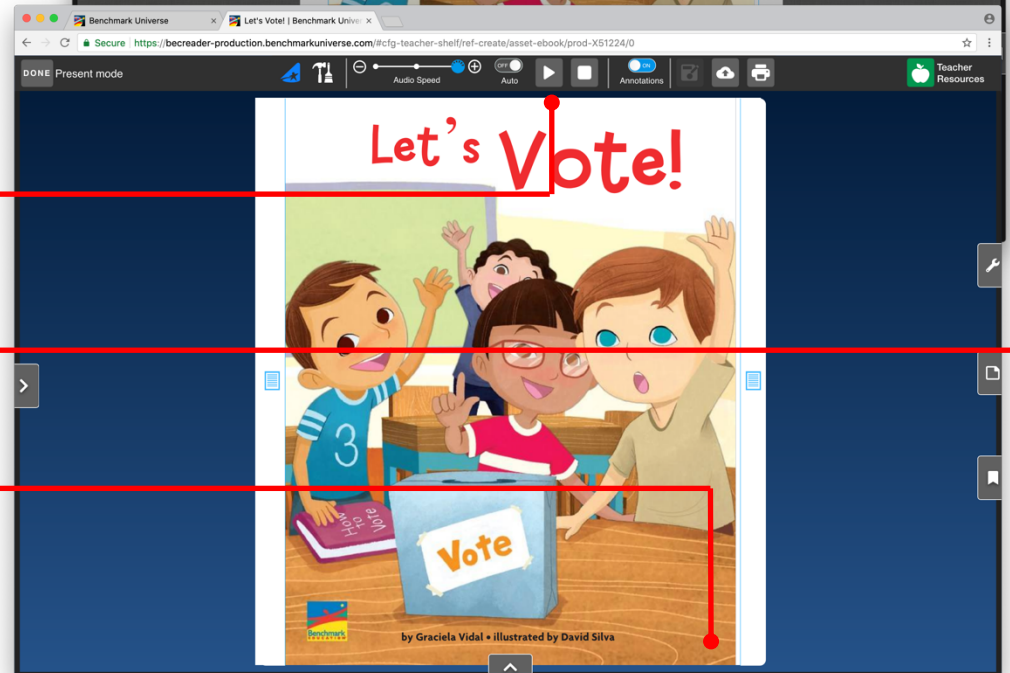 Benchmark Universe
Let's Vote! | Benchmark Unive
Secure https://becreader-production.benchmarkuniverse.com/#cfg-teacher-shelf/ref-create/asset-ebook/prod-X51224/0
DONE Present mode
Audio Speed
OFF
Auto
ON
Annotations
Teacher
Resources
Let's Vote!
3
How
to
Vote
Vote
Benchmark
EDUCATION
by Graciela Vidal • illustrated by David Silva